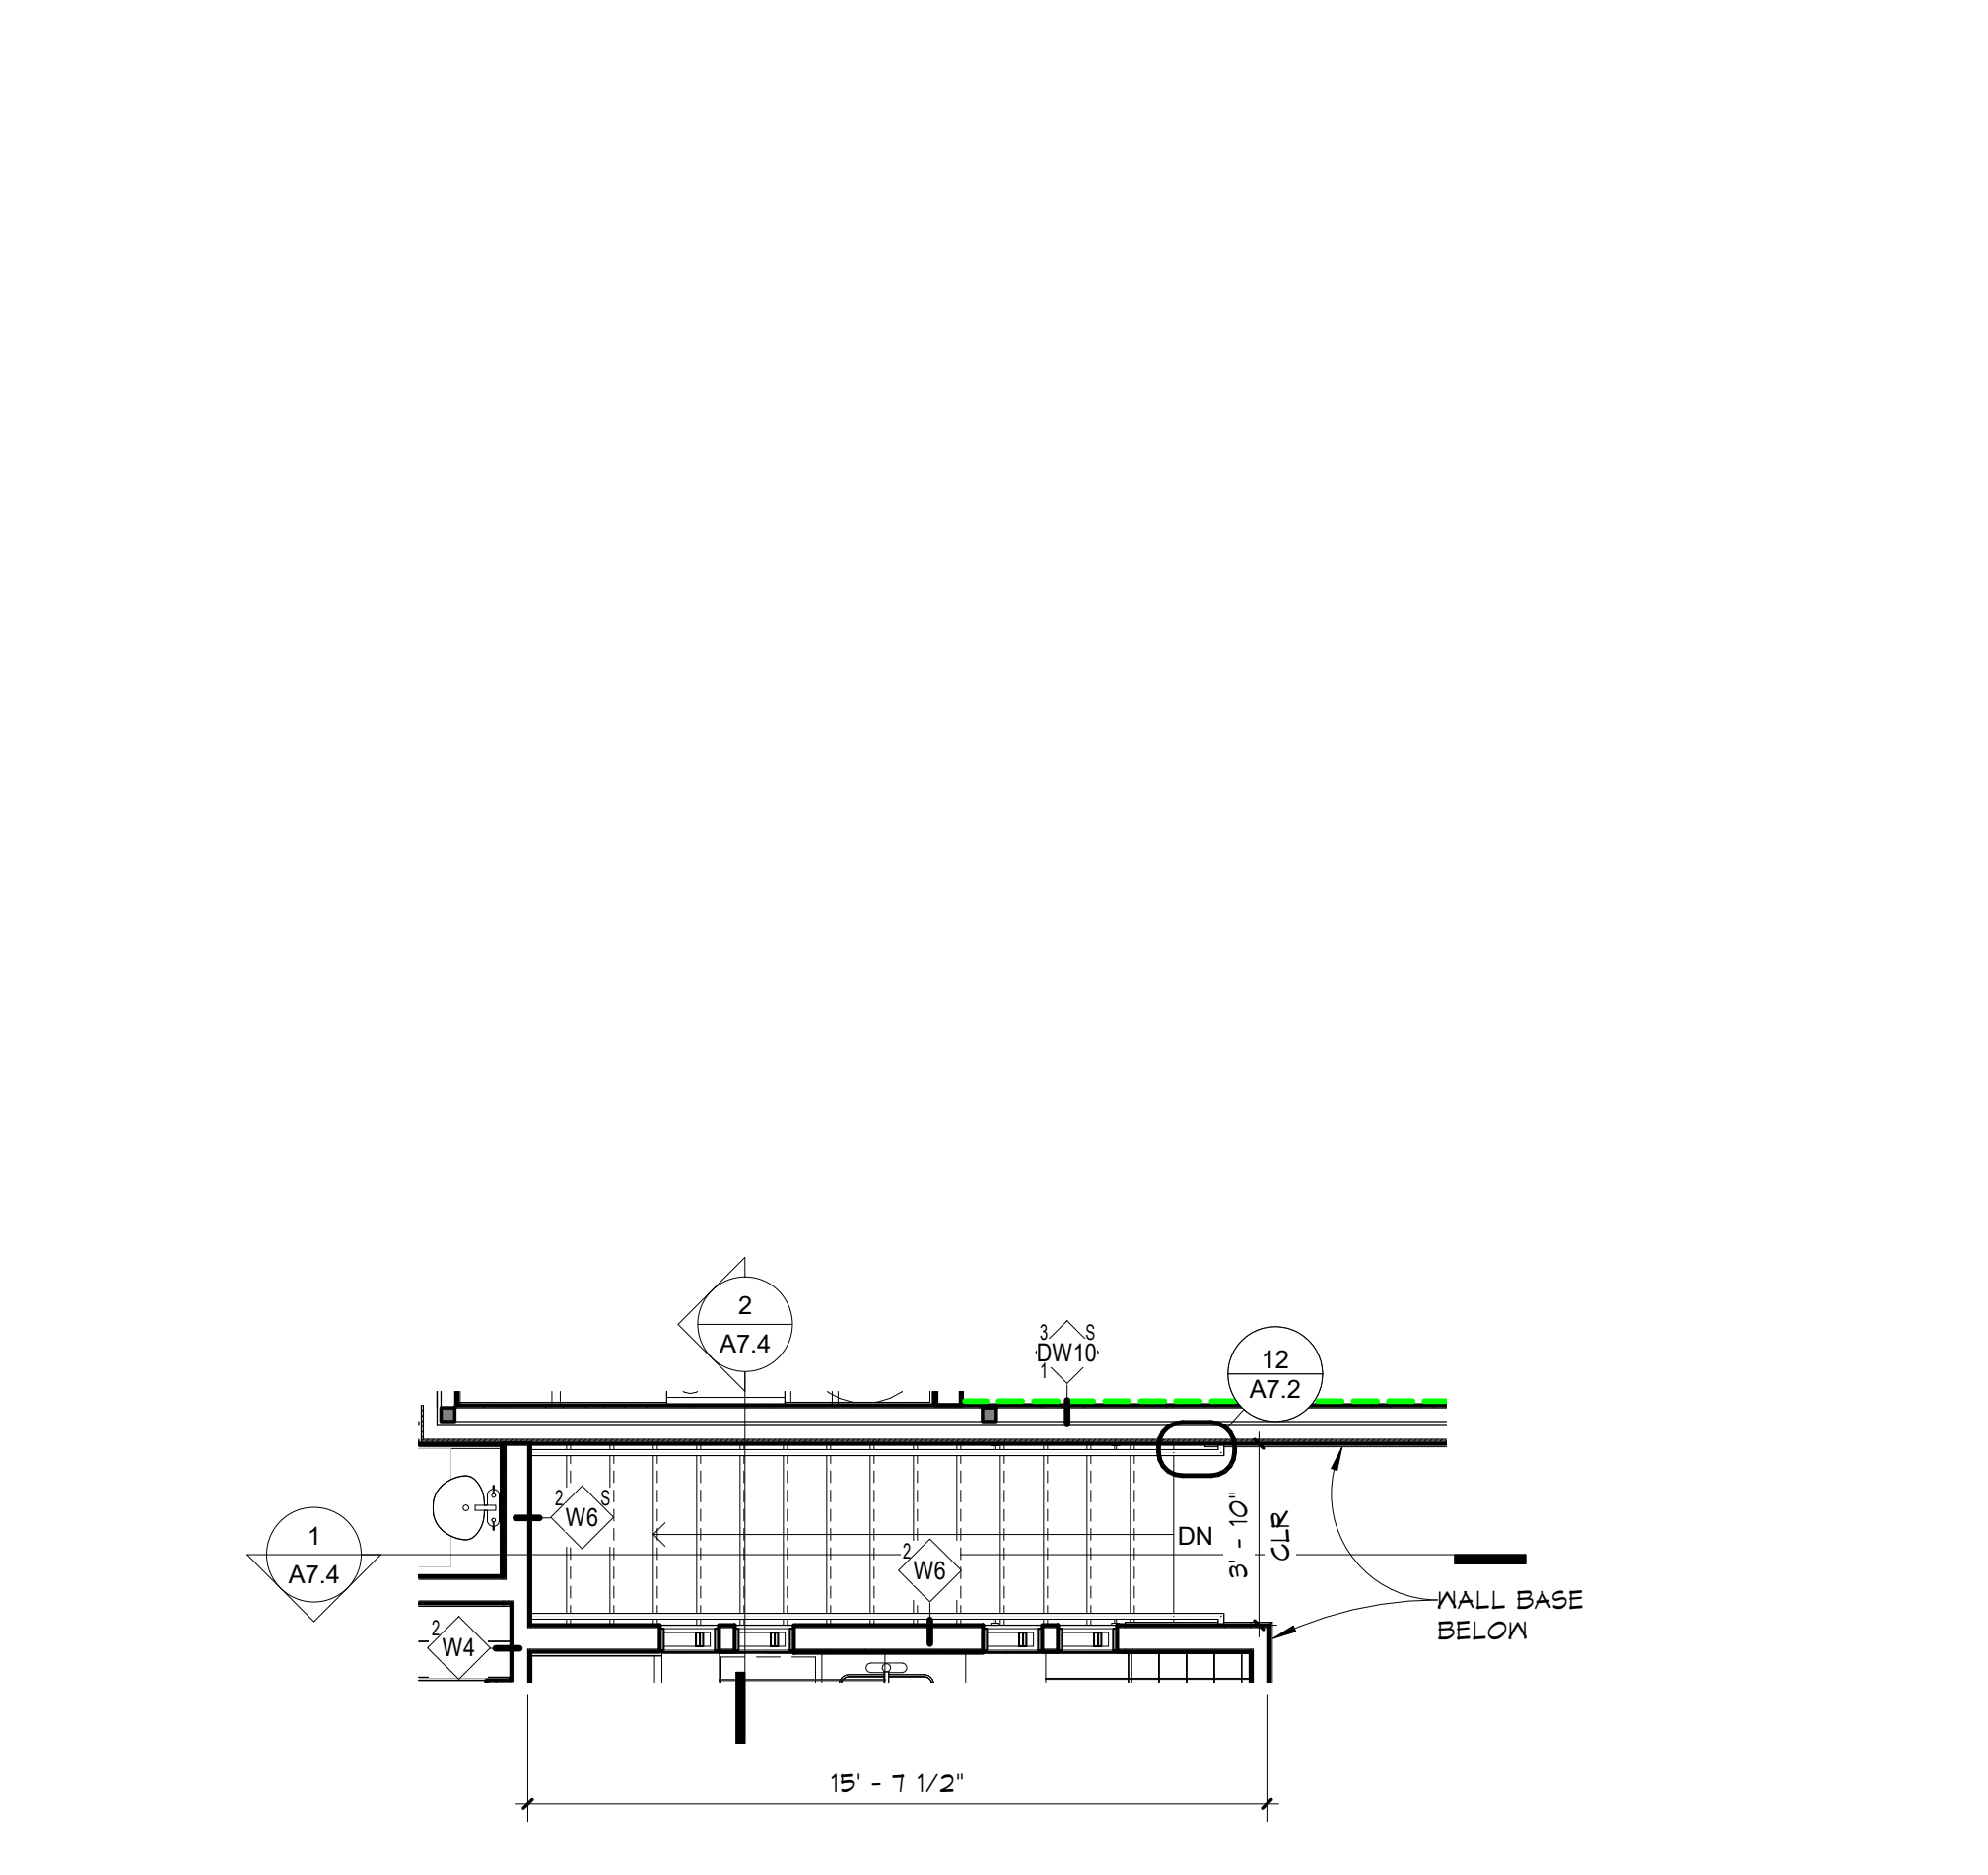 2
A7.4
3 S
DW10
1
12
A7.2
2 S
W6
1
A7.4
DN
3' - 10"
CLR
2
W6
2
W4
WALL BASE
BELOW
15' - 7 1/2"